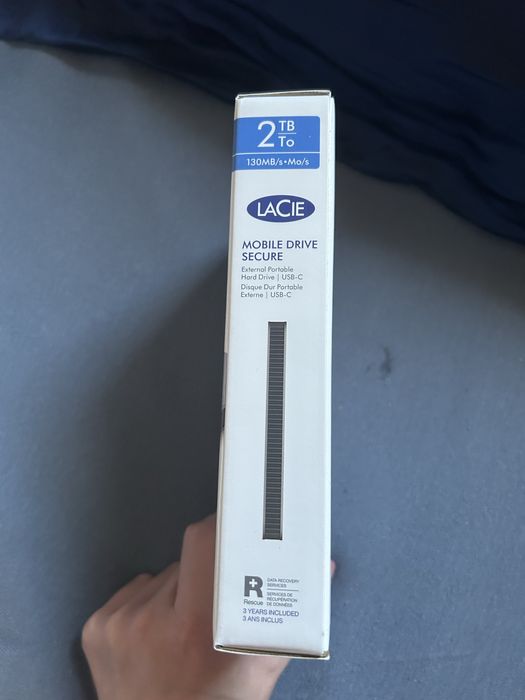 2 TB
To
130MB/s•Mo/s
LACIE
MOBILE DRIVE
SECURE
External Portable
Hard Drive | USB-C
Disque Dur Portable
Externe | USB-C
R
Rescue
DATA RECOVERY
SERVICES
SERVICES DE
RÉCUPÉRATION
DE DONNÉES
3 YEARS INCLUDED
3 ANS INCLUS